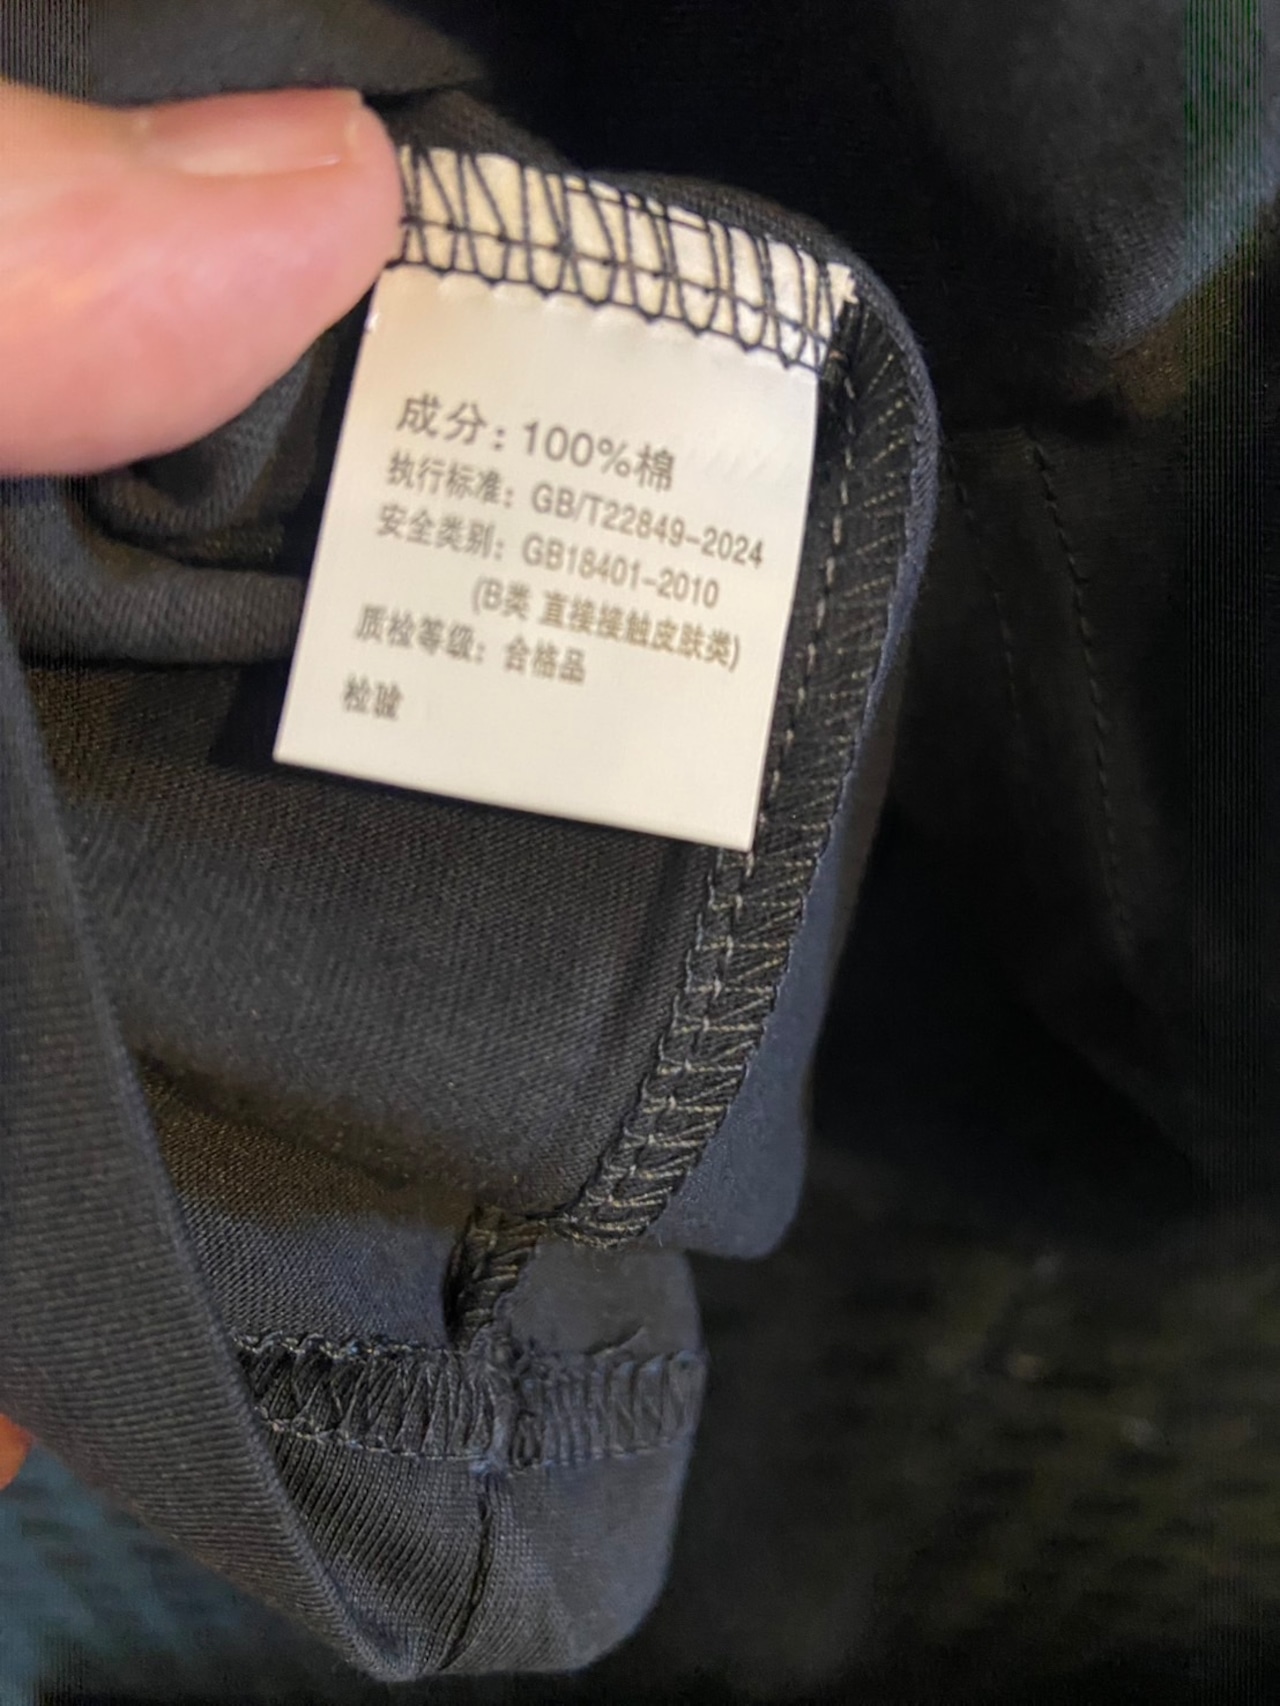 成分：100%棉
执行标准：GB/T22849-2024
安全类别：GB18401-2010
(B类 直接接触皮肤类)
质检等级：合格品
检验